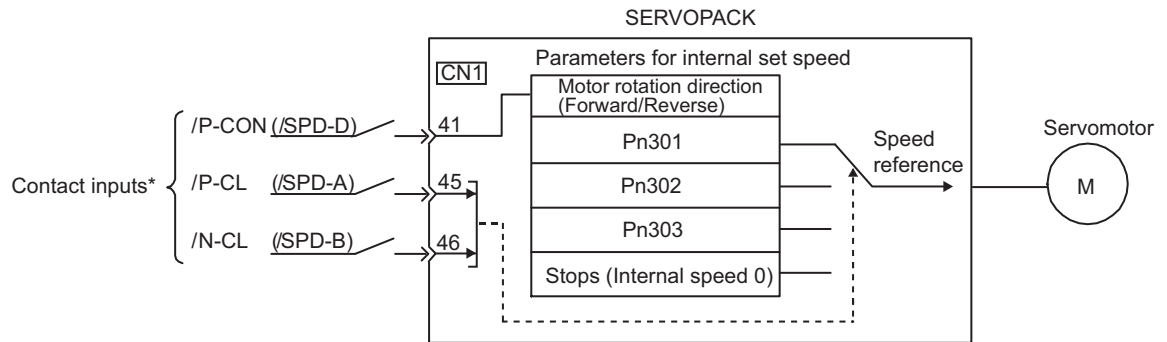 SERVOPACK
CN1
Parameters for internal set speed
Motor rotation direction
(Forward/Reverse)
Contact inputs*
/P-CON (/SPD-D)
41
Pn301
Speed
reference
Servomotor
/P-CL (/SPD-A)
45
Pn302
M
/N-CL (/SPD-B)
46
Pn303
Stops (Internal speed 0)